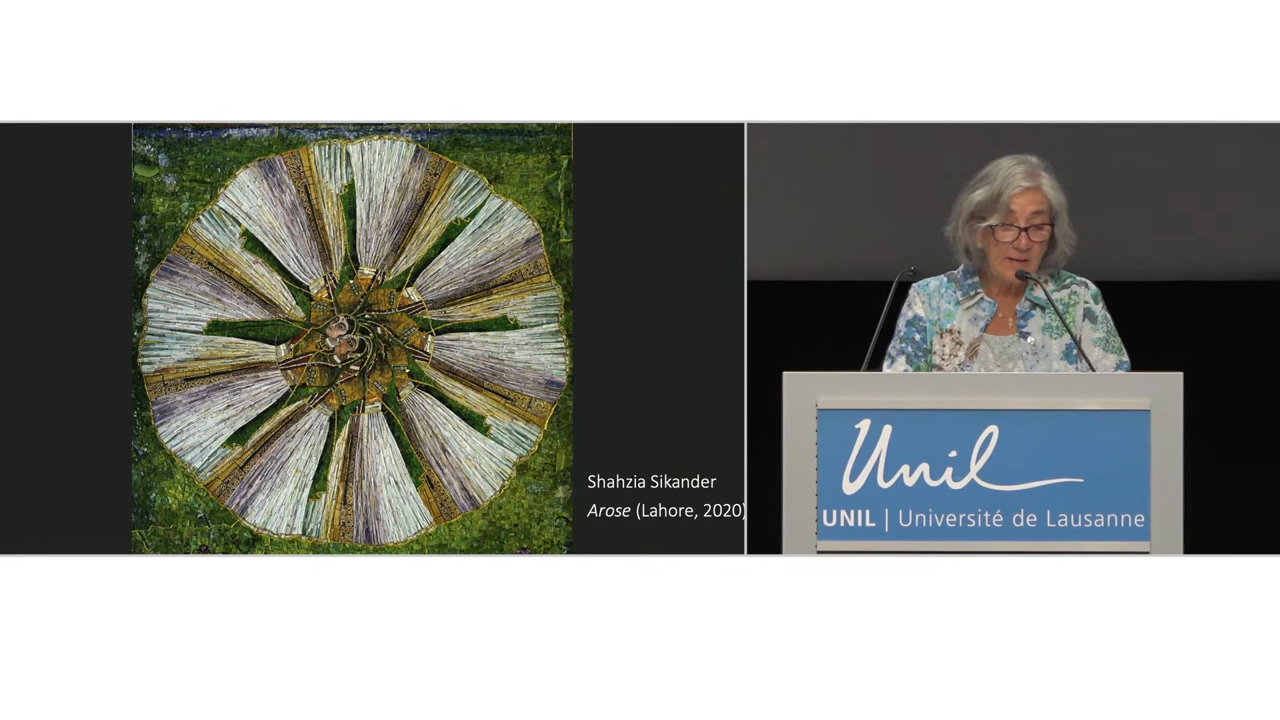 Shahzia Sikander
Arose (Lahore, 2020)
Unil
UNIL | Université de Lausanne